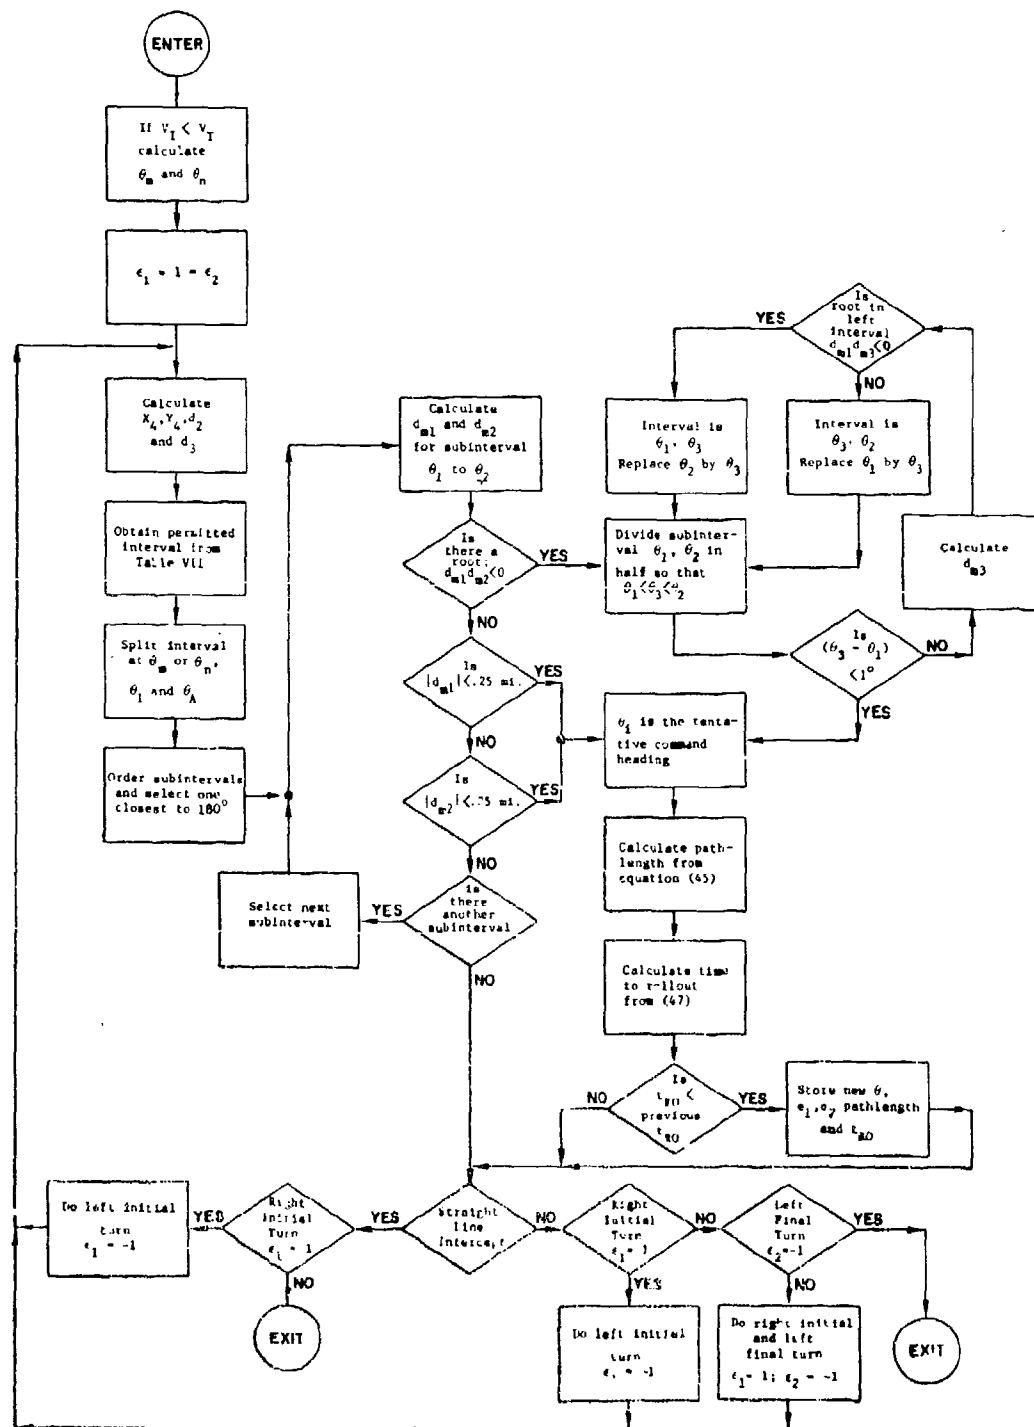 ENTER
If V_I < V_T
calculate
θ_m and θ_n
ϵ_1 = 1 = ϵ_2
Calculate
X_4, Y_4, d_2
and d_3
Obtain permitted
interval from
Table VII
Split interval
at θ_m or θ_n,
θ_1 and θ_A
Order subintervals
and select one
closest to 180°
Calculate
d_m1 and d_m2
for subinterval
θ_1 to θ_2
Is
there a
root;
d_m1 d_m2 <0
YES
NO
Is
|d_m1| <.25 mi.
YES
NO
Is
|d_m2| <.25 mi.
YES
NO
is
there
another
subinterval
YES
NO
Select next
subinterval
Is
root in
left
interval
d_m1 d_m3 <0
YES
NO
Interval is
θ_1, θ_3
Replace θ_2 by θ_3
Interval is
θ_3, θ_2
Replace θ_1 by θ_3
Divide subinter-
val θ_1, θ_2 in
half so that
θ_1<θ_3<θ_2
Calculate
d_m3
Is
(θ_3 - θ_1)
<1°
NO
YES
θ_i is the tenta-
tive command
heading
Calculate path-
length from
equation (45)
Calculate time
to rollout
from (47)
Is
t_RO <
previous
t_RO
NO
YES
Store new θ,
pathlength
and t_RO
Straight
Line
Intercept
YES
NO
Right
Initial
Turn
ϵ_1 = 1
YES
NO
Do left initial
turn
ϵ_1 = -1
EXIT
Right
Initial
Turn
ϵ_1= 1
NO
YES
Left
Final
Turn
ϵ_2=-1
YES
NO
Do left initial
turn
= -1
Do right initial
and left
final turn
ϵ_1= 1; ϵ_2 = -1
EXIT